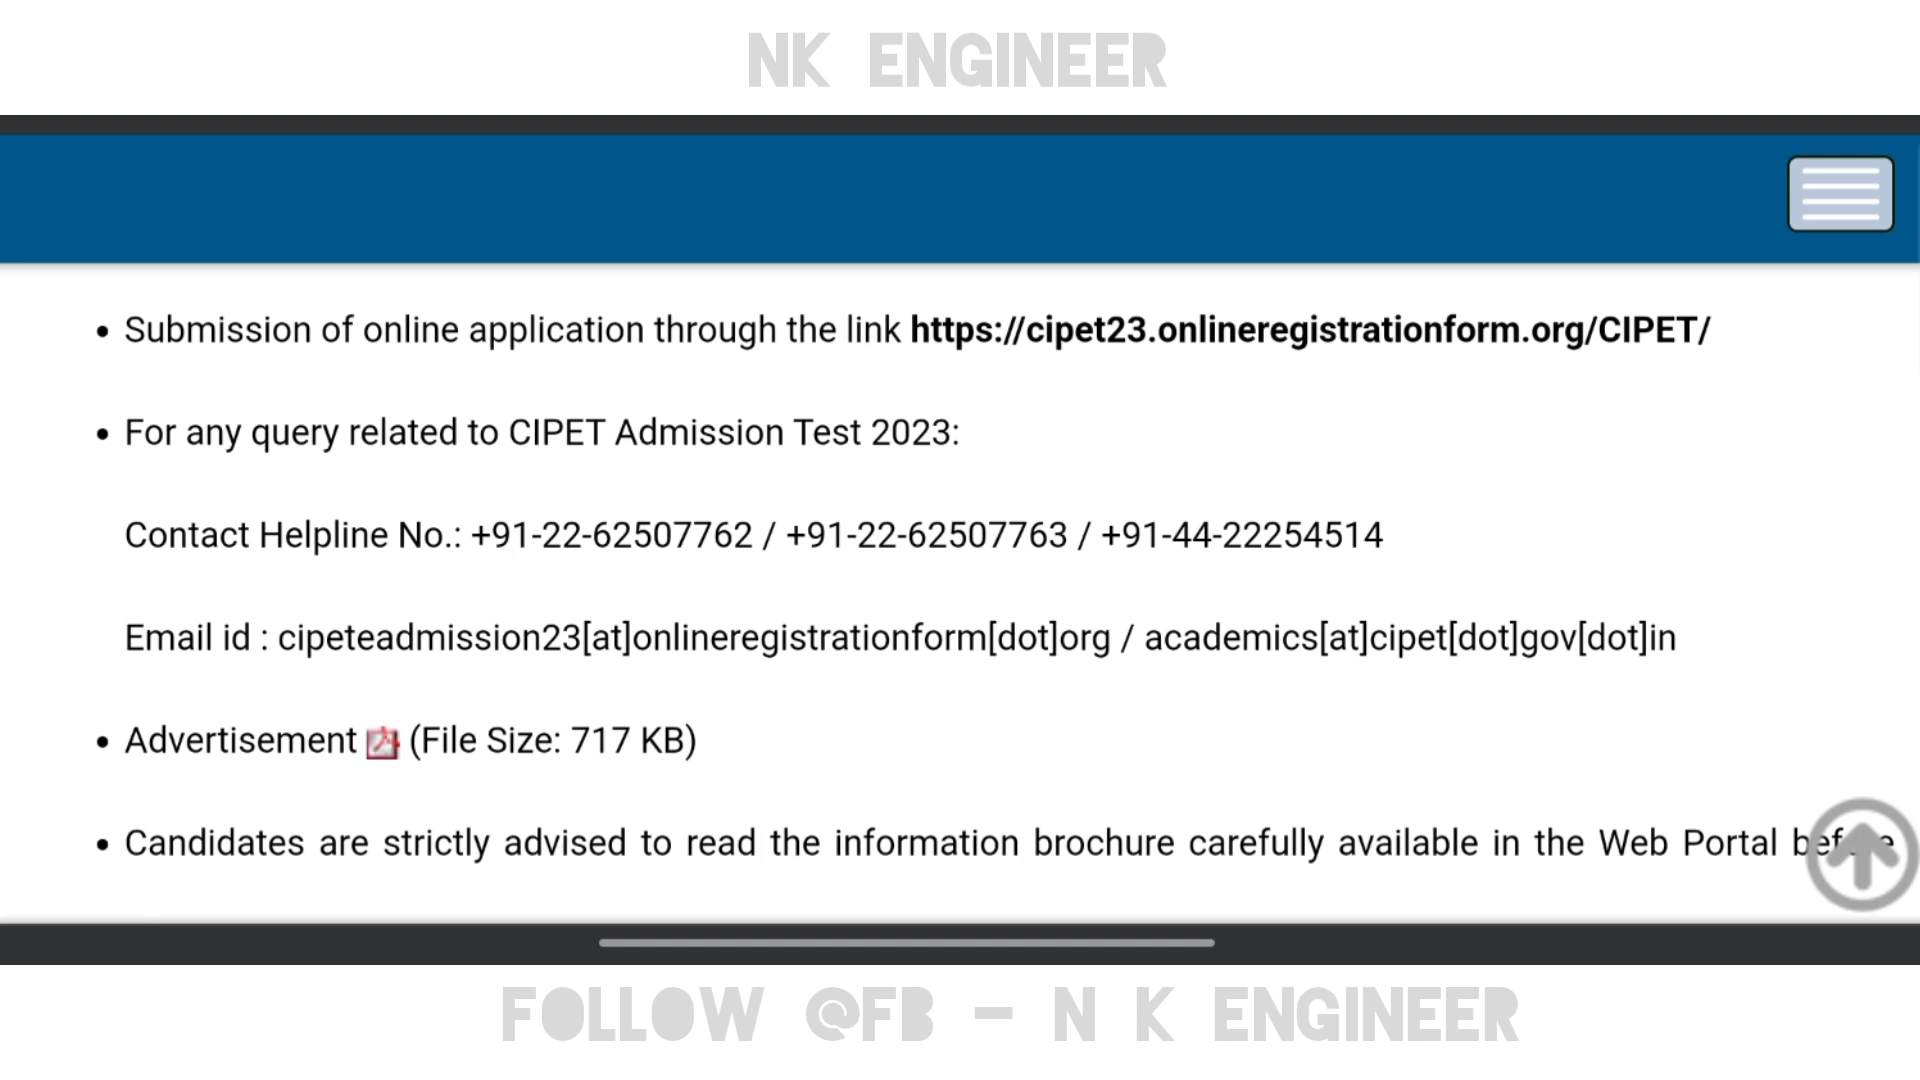 NK ENGINEER
• Submission of online application through the link https://cipet23.onlineregistrationform.org/CIPET/
• For any query related to CIPET Admission Test 2023:
Contact Helpline No.: +91-22-62507762 / +91-22-62507763 / +91-44-22254514
Email id : cipeteadmission23[at]onlineregistrationform[dot]org / academics[at]cipet[dot]gov[dot]in
• Advertisement (File Size: 717 KB)
• Candidates are strictly advised to read the information brochure carefully available in the Web Portal before
FOLLOW @FB - N K ENGINEER